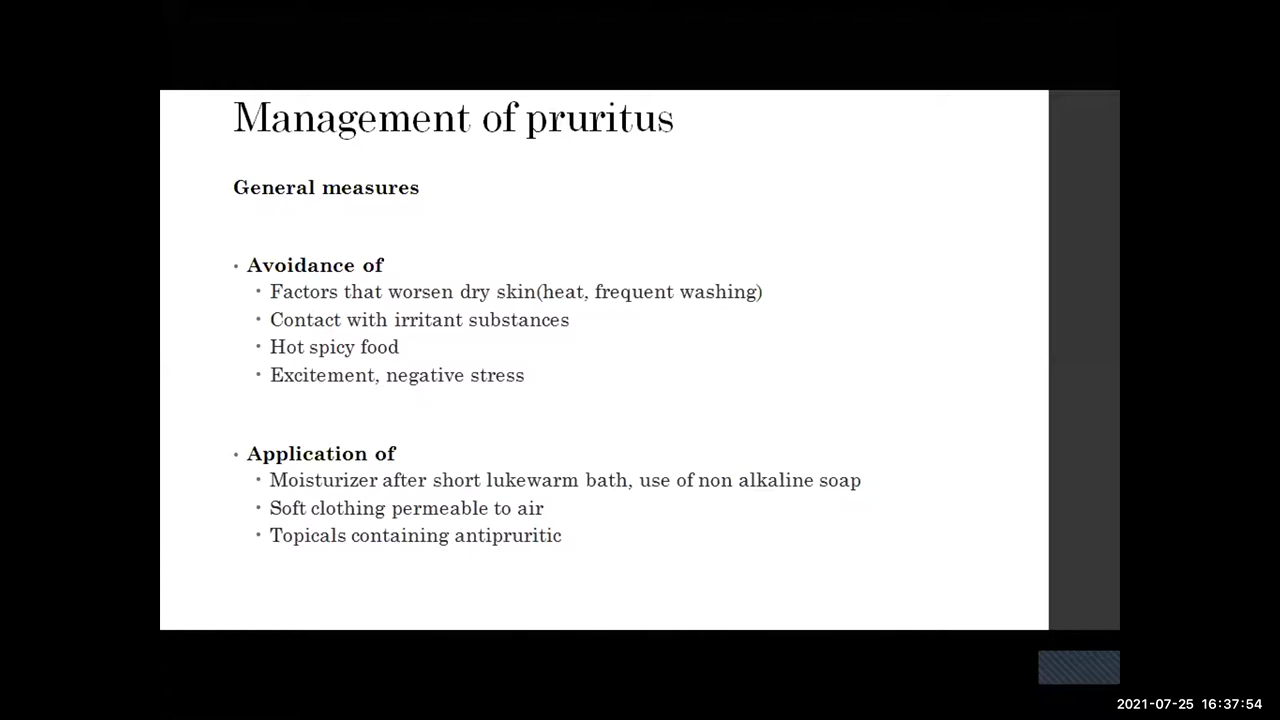 Management of pruritus
General measures
• Avoidance of
• Factors that worsen dry skin(heat, frequent washing)
• Contact with irritant substances
• Hot spicy food
• Excitement, negative stress
• Application of
• Moisturizer after short lukewarm bath, use of non alkaline soap
• Soft clothing permeable to air
• Topicals containing antipruritic
2021-07-25 16:37:54